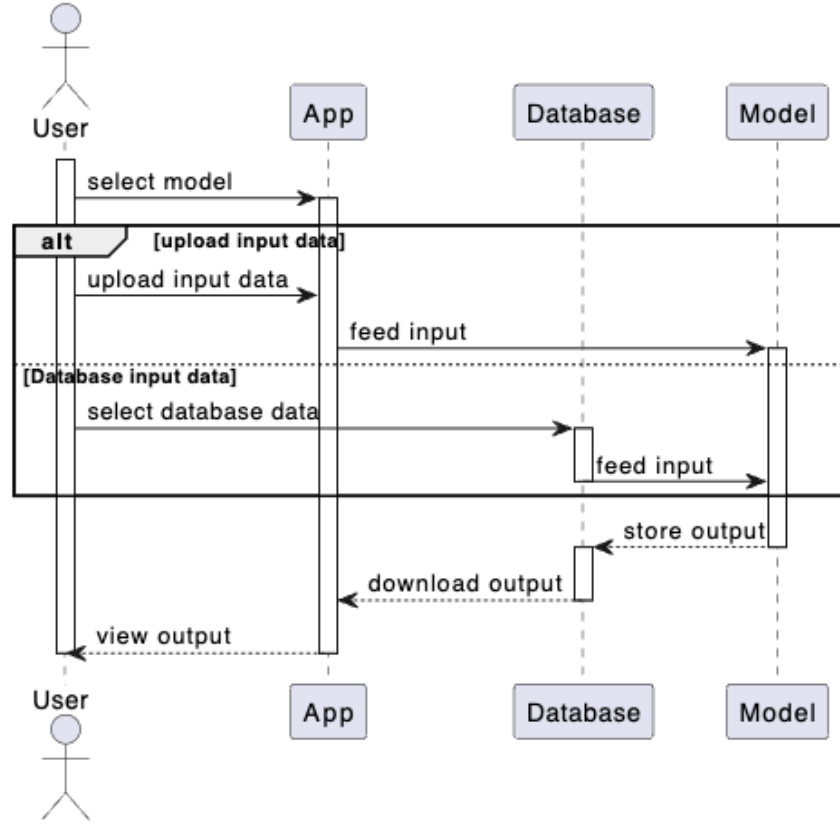 User
App
Database
Model
select model
alt
[upload input data]
upload input data
feed input
[Database input data]
select database data
feed input
store output
download output
view output
User
App
Database
Model